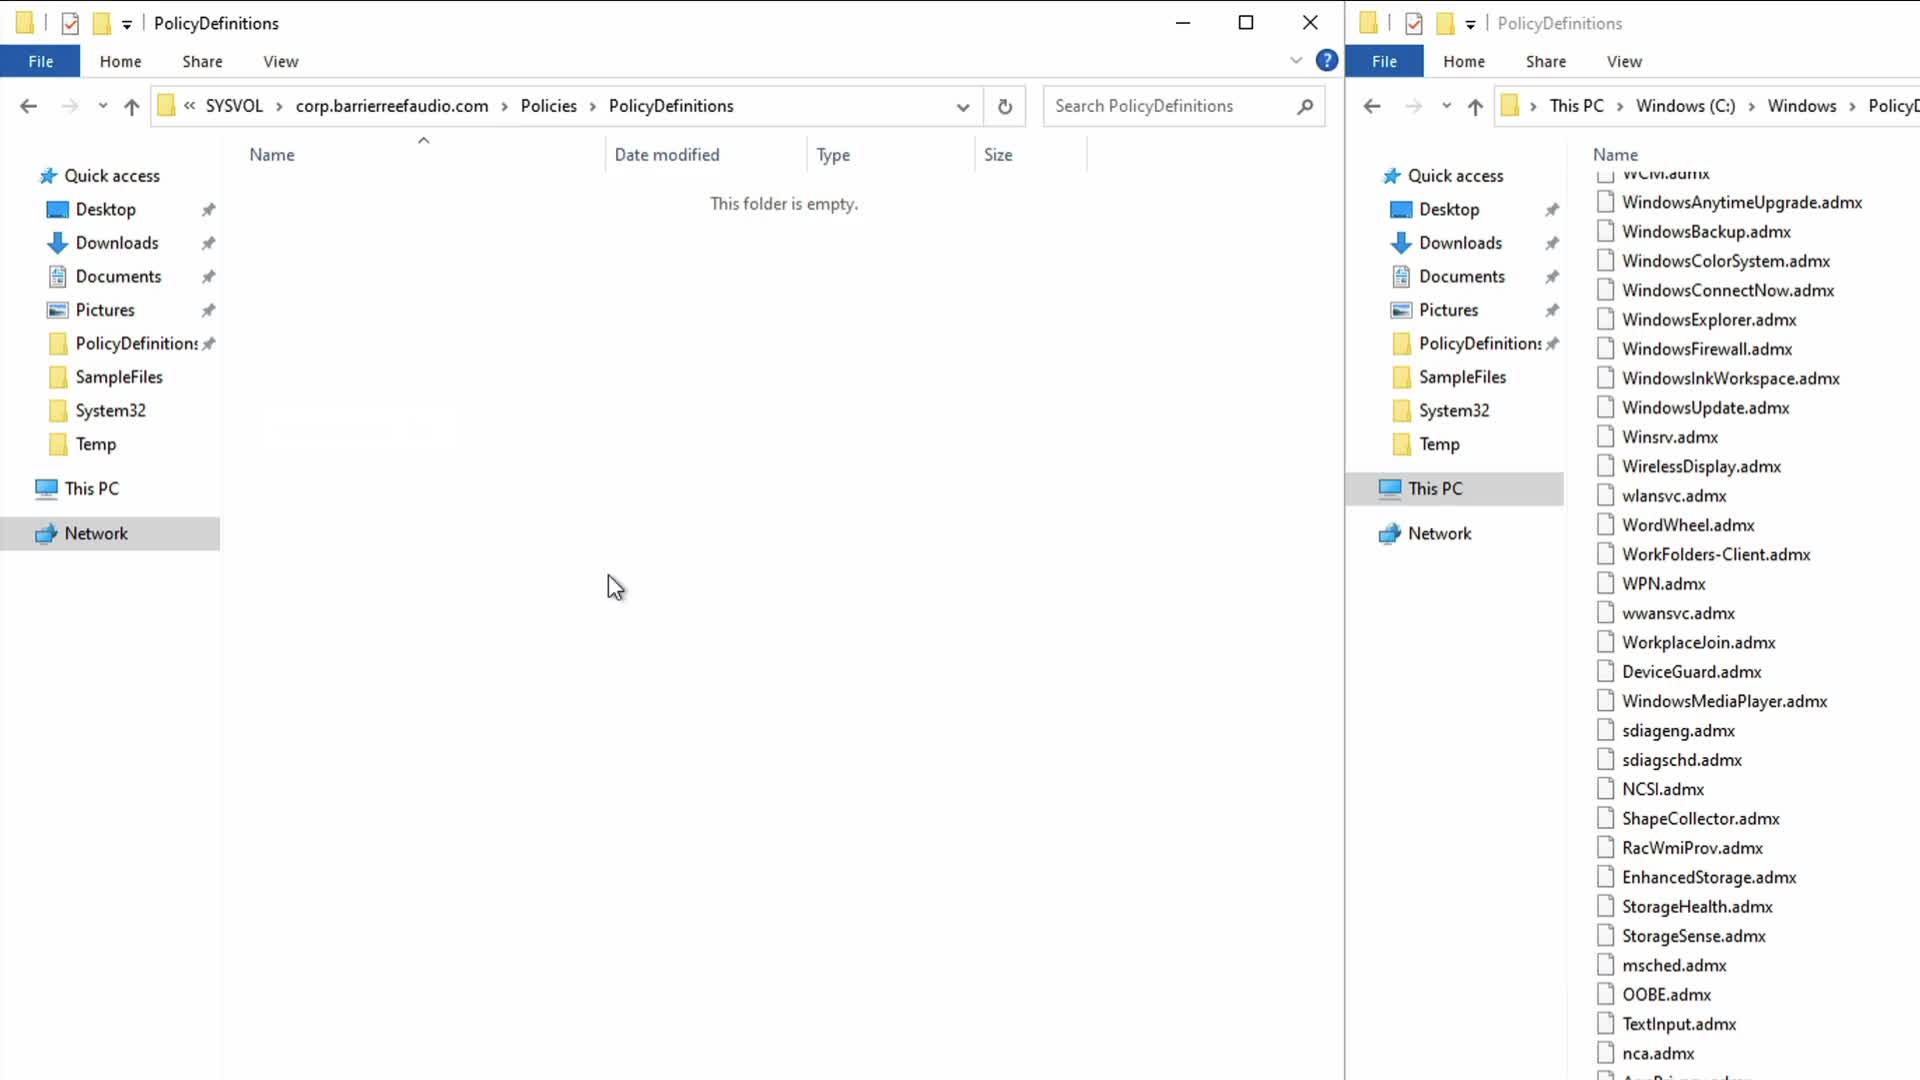 PolicyDefinitions
File Home Share View
SYSVOL corp.barrierreefaudio.com Policies PolicyDefinitions
Search PolicyDefinitions
Name Date modified Type Size
This folder is empty.
Quick access
Desktop
Downloads
Documents
Pictures
PolicyDefinitions
SampleFiles
System32
Temp
This PC
Network
PolicyDefinitions
File Home Share View
This PC Windows (C:) Windows PolicyD
Name
Quick access
Desktop
Downloads
Documents
Pictures
PolicyDefinitions
SampleFiles
System32
Temp
This PC
Network
WCM.admx
WindowsAnytimeUpgrade.admx
WindowsBackup.admx
WindowsColorSystem.admx
WindowsConnectNow.admx
WindowsExplorer.admx
WindowsFirewall.admx
WindowsInkWorkspace.admx
WindowsUpdate.admx
Winsrv.admx
WirelessDisplay.admx
wlansvc.admx
WordWheel.admx
WorkFolders-Client.admx
WPN.admx
wwansvc.admx
WorkplaceJoin.admx
DeviceGuard.admx
WindowsMediaPlayer.admx
sdiageng.admx
sdiagschd.admx
NCSI.admx
ShapeCollector.admx
RacWmiProv.admx
EnhancedStorage.admx
StorageHealth.admx
StorageSense.admx
msched.admx
OOBE.admx
TextInput.admx
nca.admx